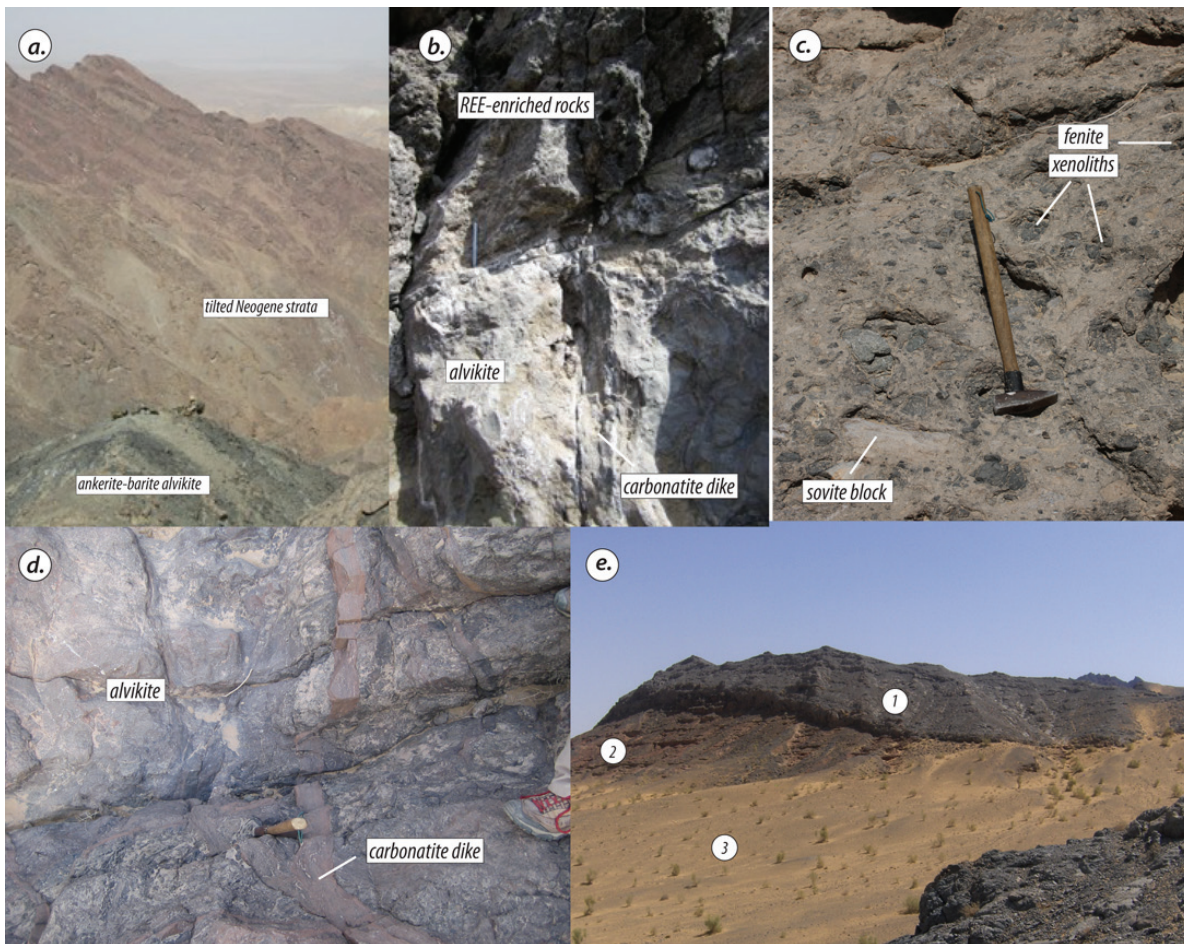 a.
tilted Neogene strata
ankerite-barite alvikite
b.
REE-enriched rocks
alvikite
carbonatite dike
c.
fenite
xenoliths
sovite block
d.
alvikite
carbonatite dike
e.
1
2
3